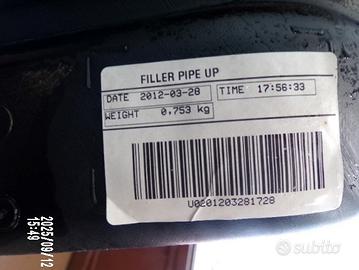 FILLER PIPE UP
DATE 2012-03-28 TIME 17:56:33
WEIGHT 0,753 kg
U0201203281728
2025/09/12
15:49
subito